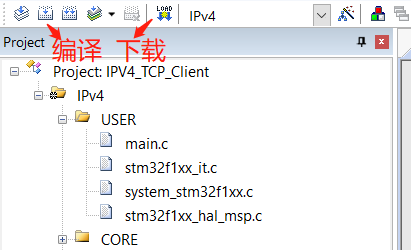 LOAD
IPv4
Project
编译 下载
Project: IPV4_TCP_Client
IPv4
USER
main.c
stm32f1xx_it.c
system_stm32f1xx.c
stm32f1xx_hal_msp.c
CORE